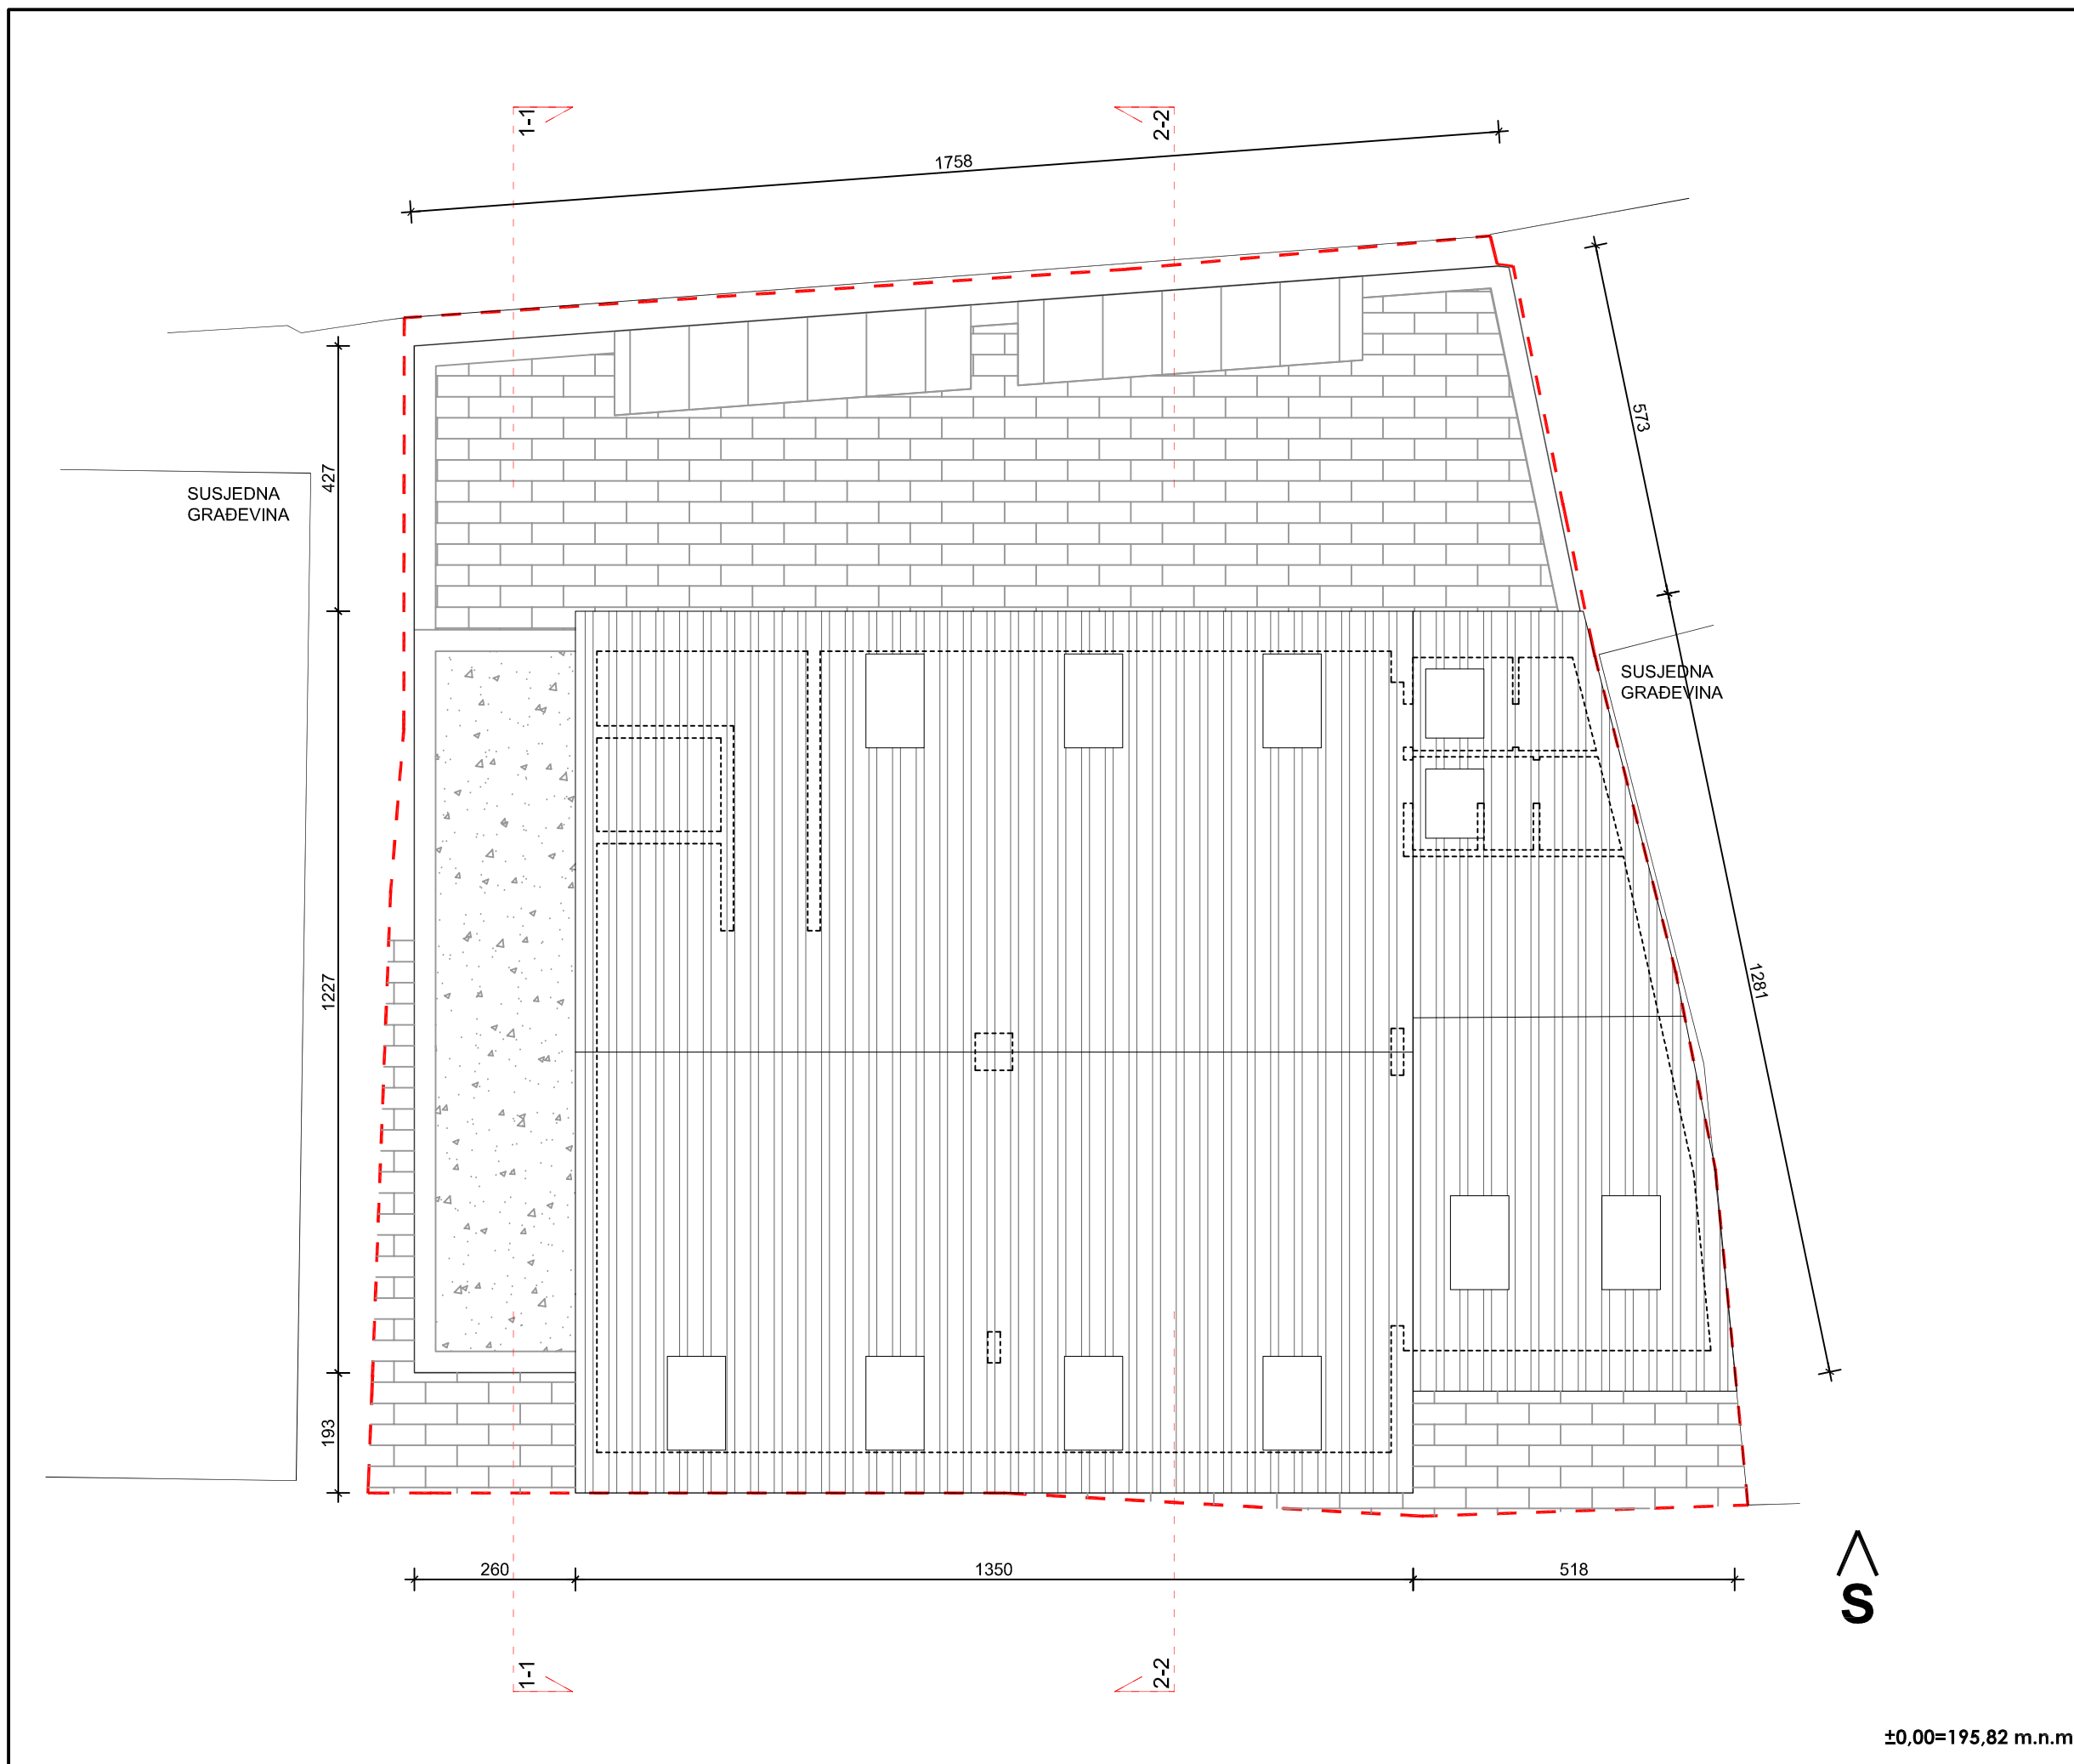 1-1
2-2
1758
427
573
SUSJEDNA
GRAĐEVINA
SUSJEDNA
GRAĐEVINA
1227
1281
193
260
1350
518
S
1-1
2-2
±0,00=195,82 m.n.m